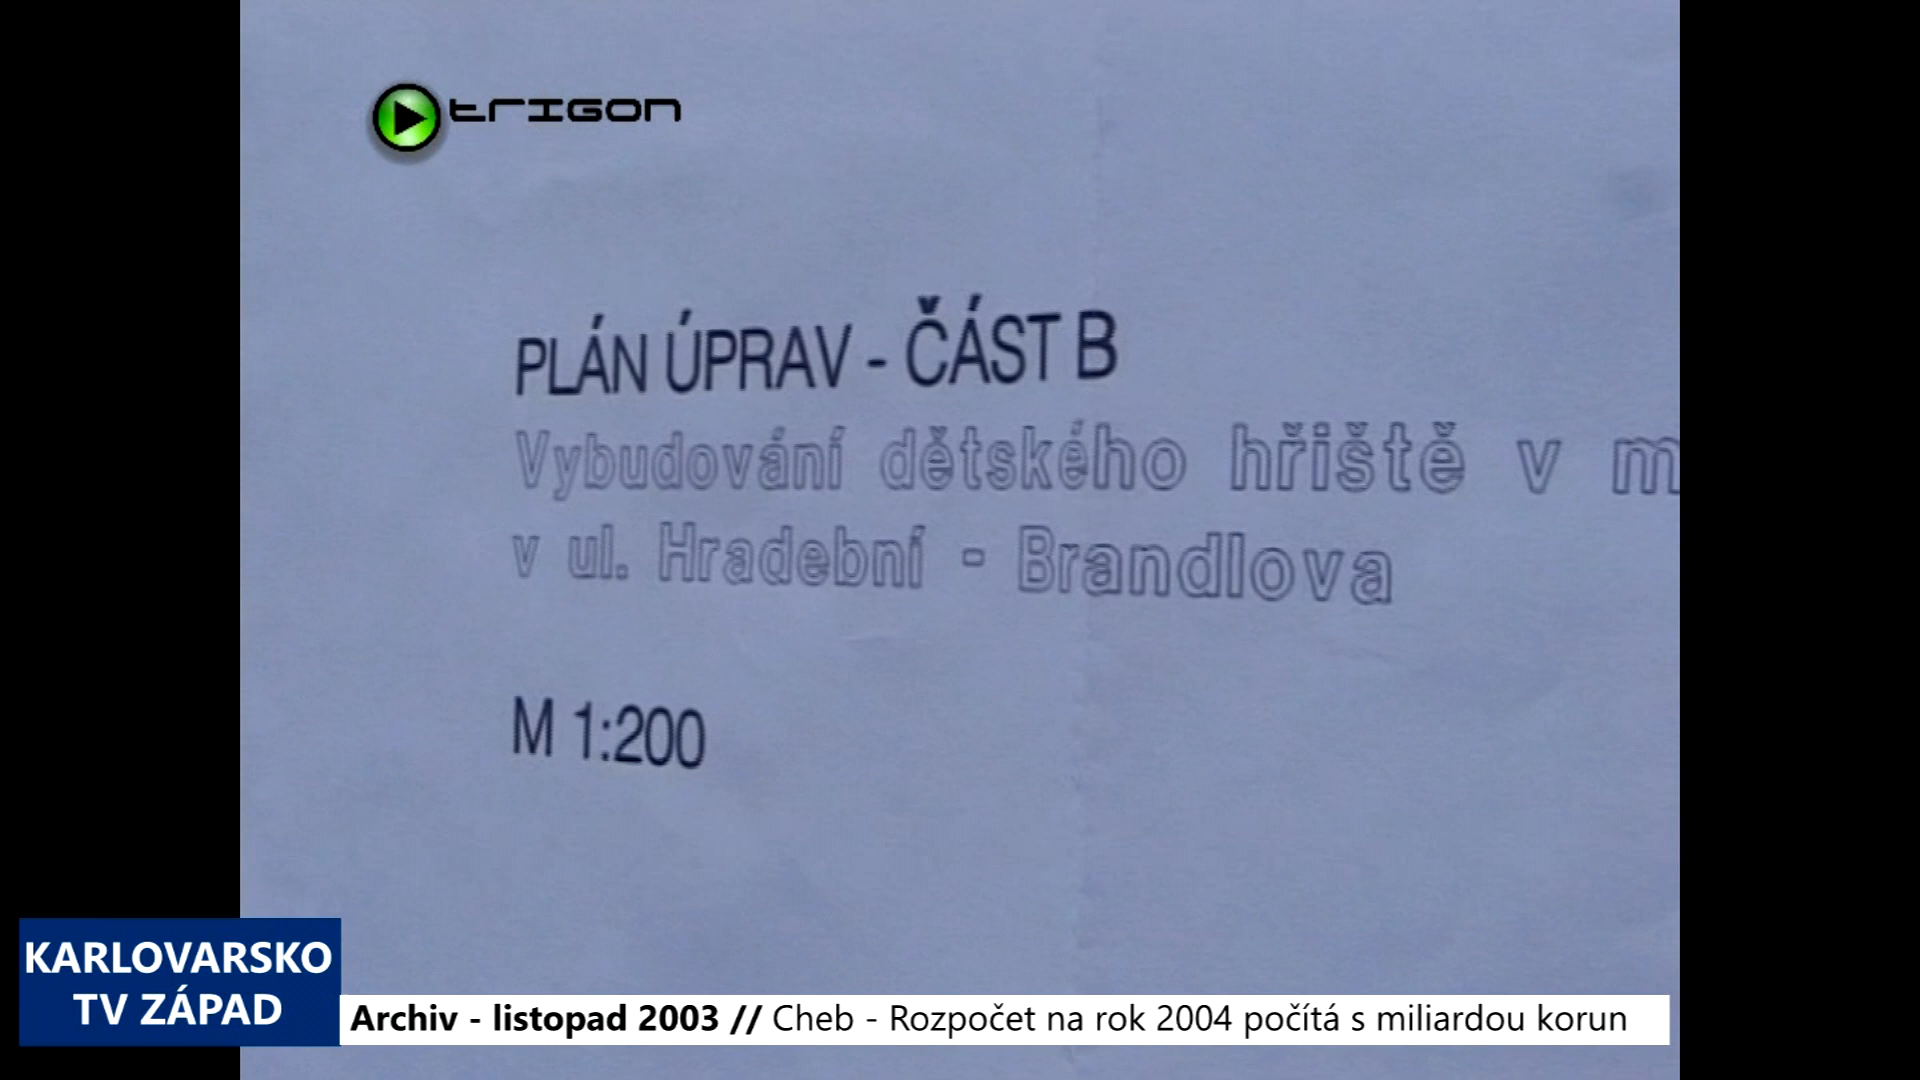 trigon
PLÁN ÚPRAV - ČÁST B
Vybudování dětského hřiště v m
v ul. Hradební - Brandlova
M 1:200
KARLOVARSKO
TV ZÁPAD
Archiv - listopad 2003 // Cheb - Rozpočet na rok 2004 počítá s miliardou korun